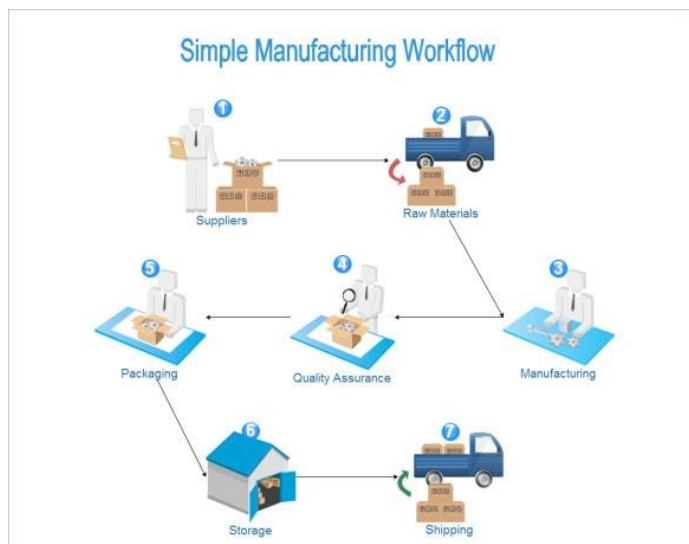 Simple Manufacturing Workflow
1
2
Suppliers
Raw Materials
5
4
3
Packaging
Quality Assurance
Manufacturing
6
7
Storage
Shipping